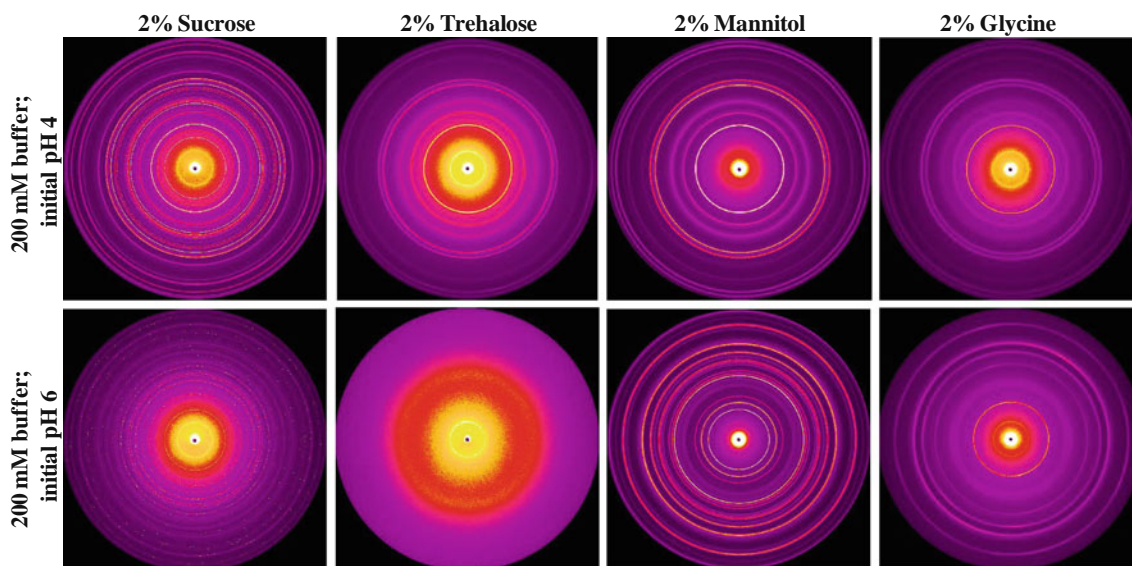 2% Sucrose 2% Trehalose 2% Mannitol 2% Glycine
200 mM buffer;
initial pH 4
200 mM buffer;
initial pH 6